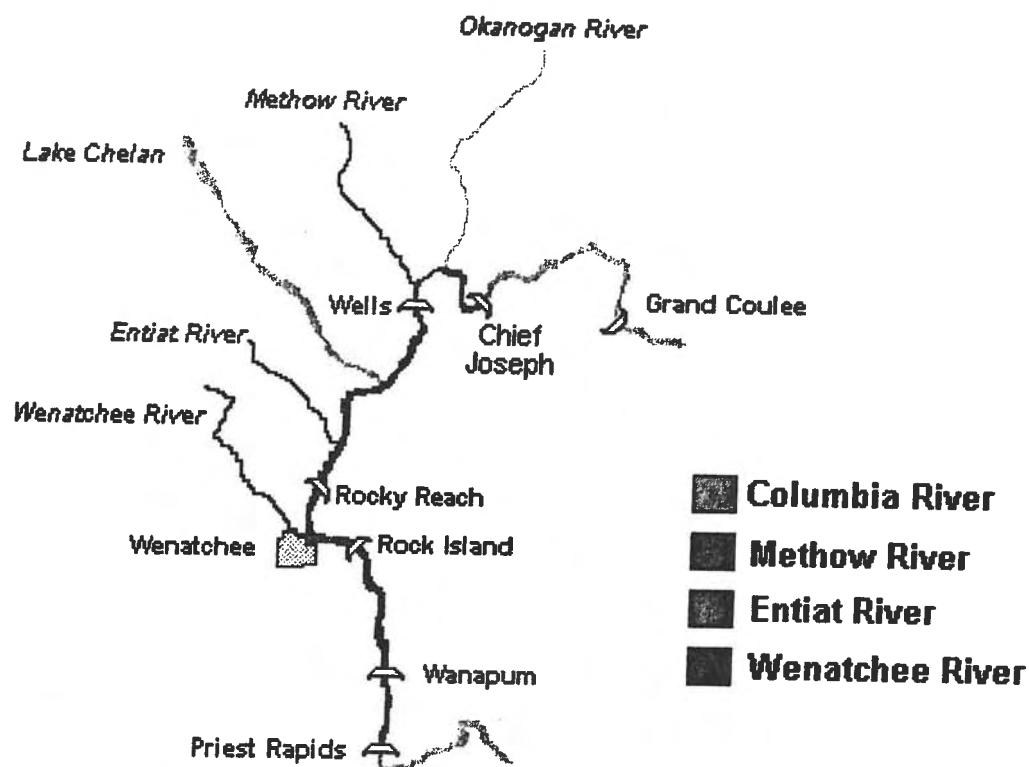 Okanogan River
Methow River
Lake Chelan
Wells
Grand Coulee
Chief
Joseph
Entiat River
Wenatchee River
Rocky Reach
Columbia River
Wenatchee
Rock Island
Methow River
Entiat River
Wanapum
Wenatchee River
Priest Rapids